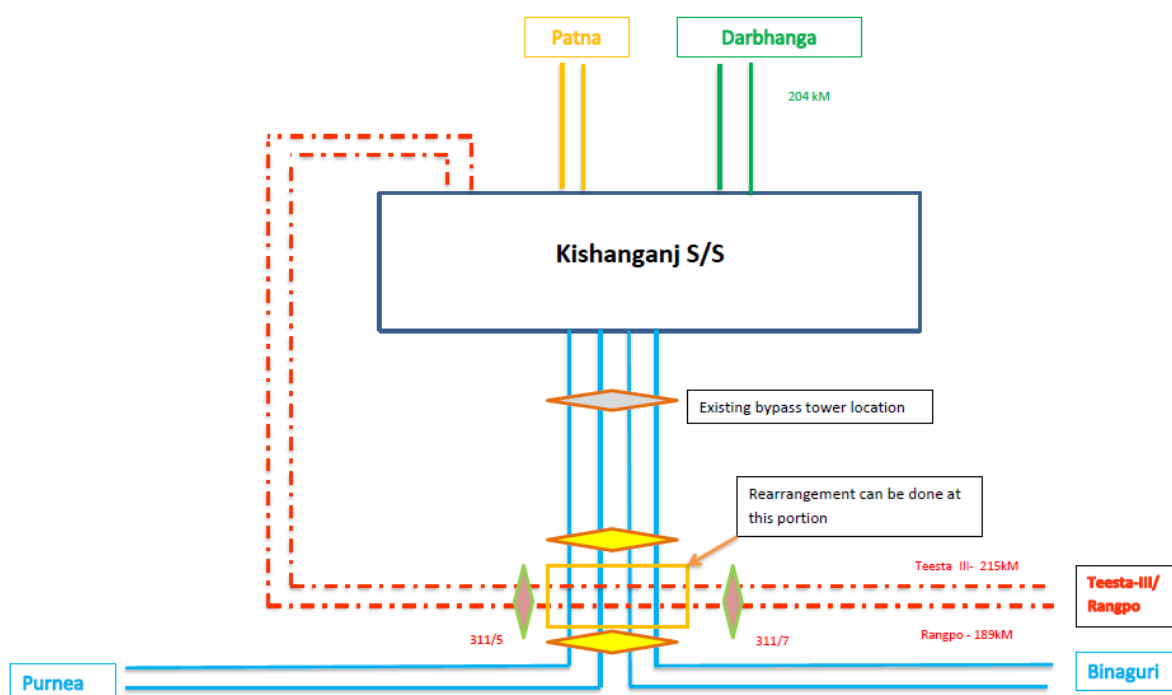 Patna
Darbhanga
204 kM
Kishanganj S/S
Existing bypass tower location
Rearrangement can be done at
this portion
Teesta III- 215kM
Teesta-III/
Rangpo
311/5
311/7
Rangpo - 189kM
Purnea
Binaguri